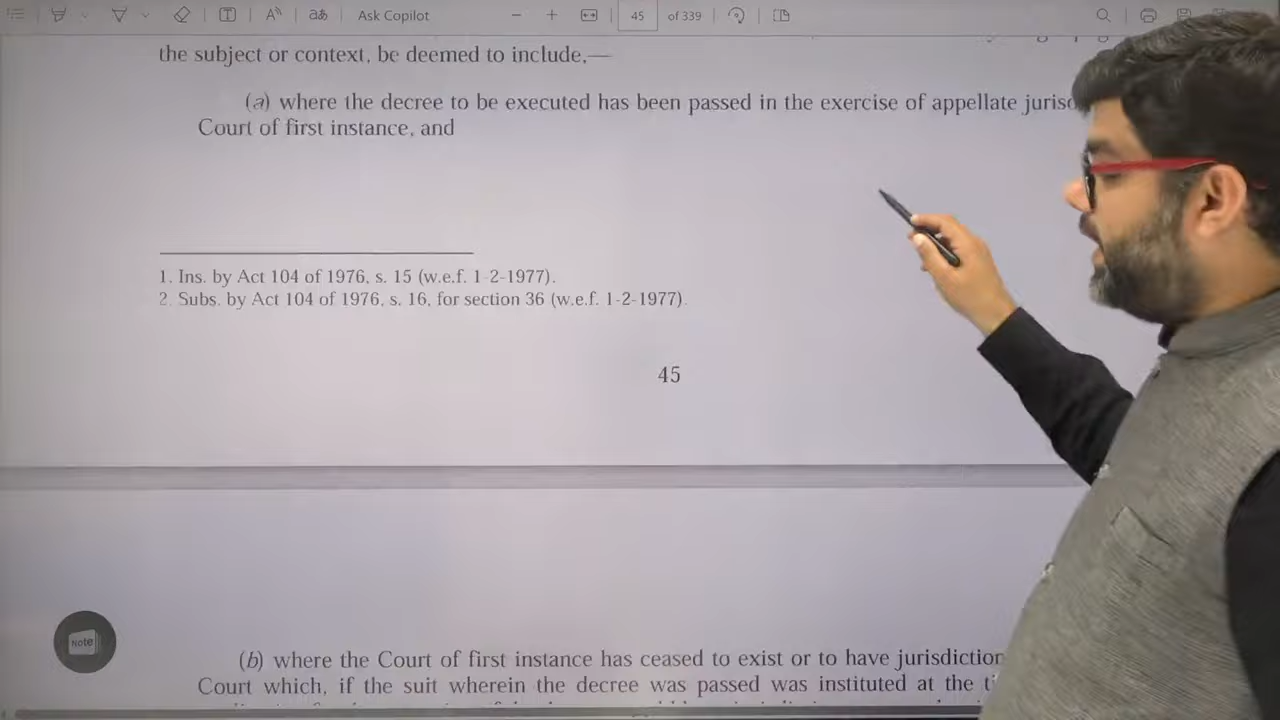 Ask Copilot
45
of 339
the subject or context, be deemed to include,—
(a) where the decree to be executed has been passed in the exercise of appellate
Court of first instance, and
1. Ins. by Act 104 of 1976, s. 15 (w.e.f. 1-2-1977).
2. Subs. by Act 104 of 1976, s. 16, for section 36 (w.e.f. 1-2-1977).
45
Note
(b) where the Court of first instance has ceased to exist or to have jurisdiction
Court which, if the suit wherein the decree was passed was instituted at the